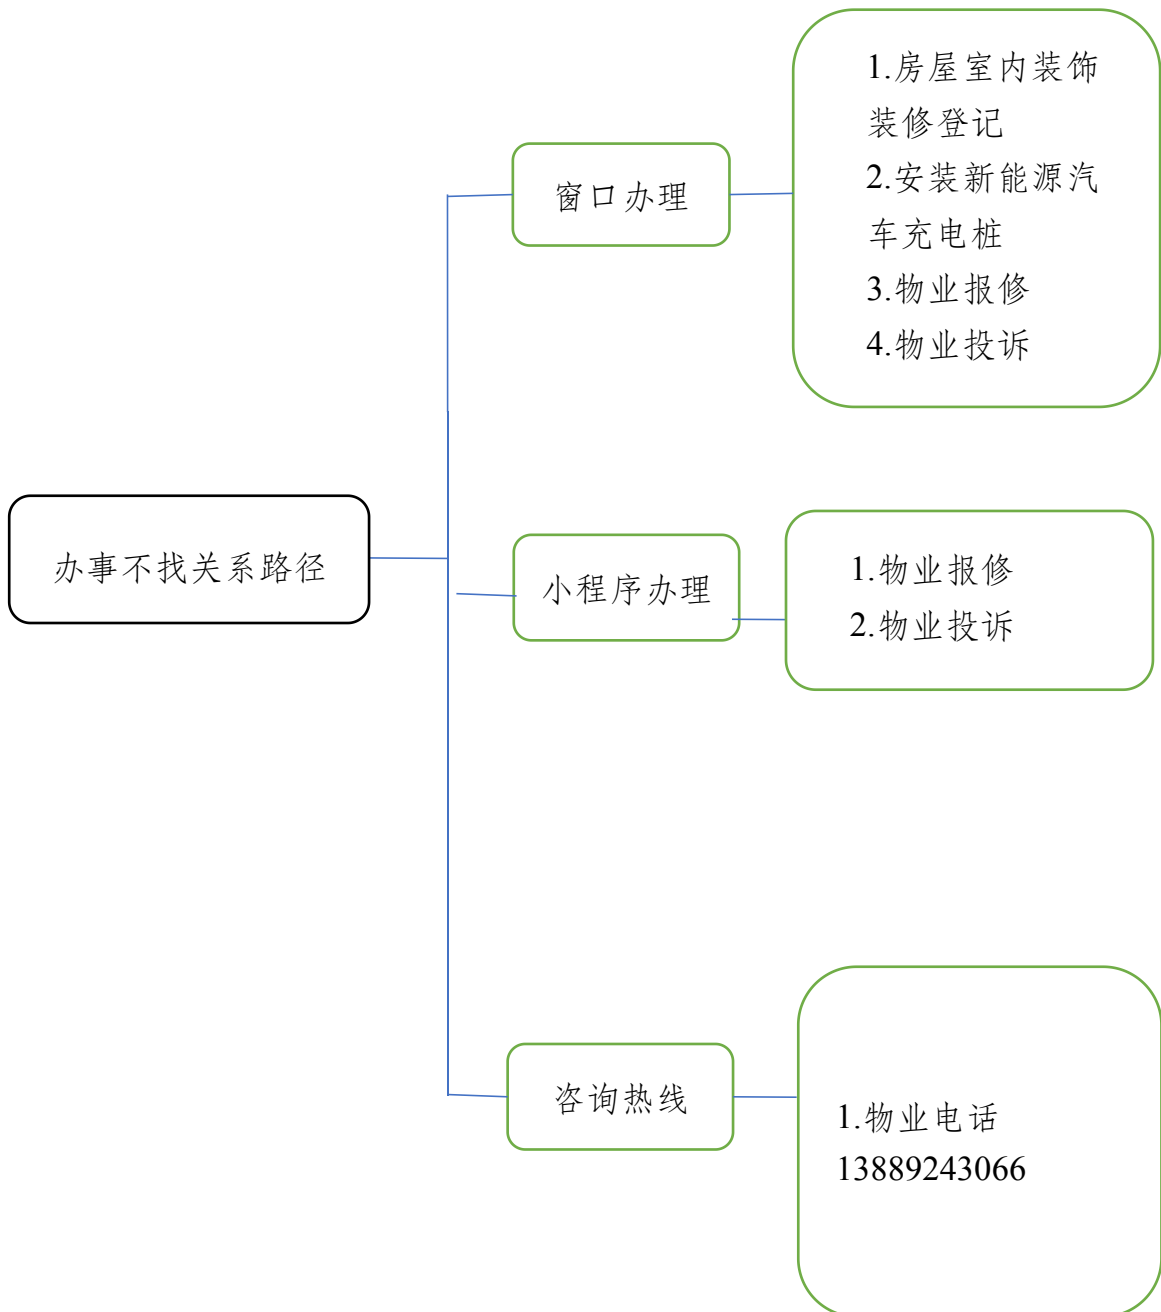 办事不找关系路径
窗口办理
1.房屋室内装饰
装修登记
2.安装新能源汽
车充电桩
3.物业报修
4.物业投诉
小程序办理
1.物业报修
2.物业投诉
咨询热线
1.物业电话
13889243066